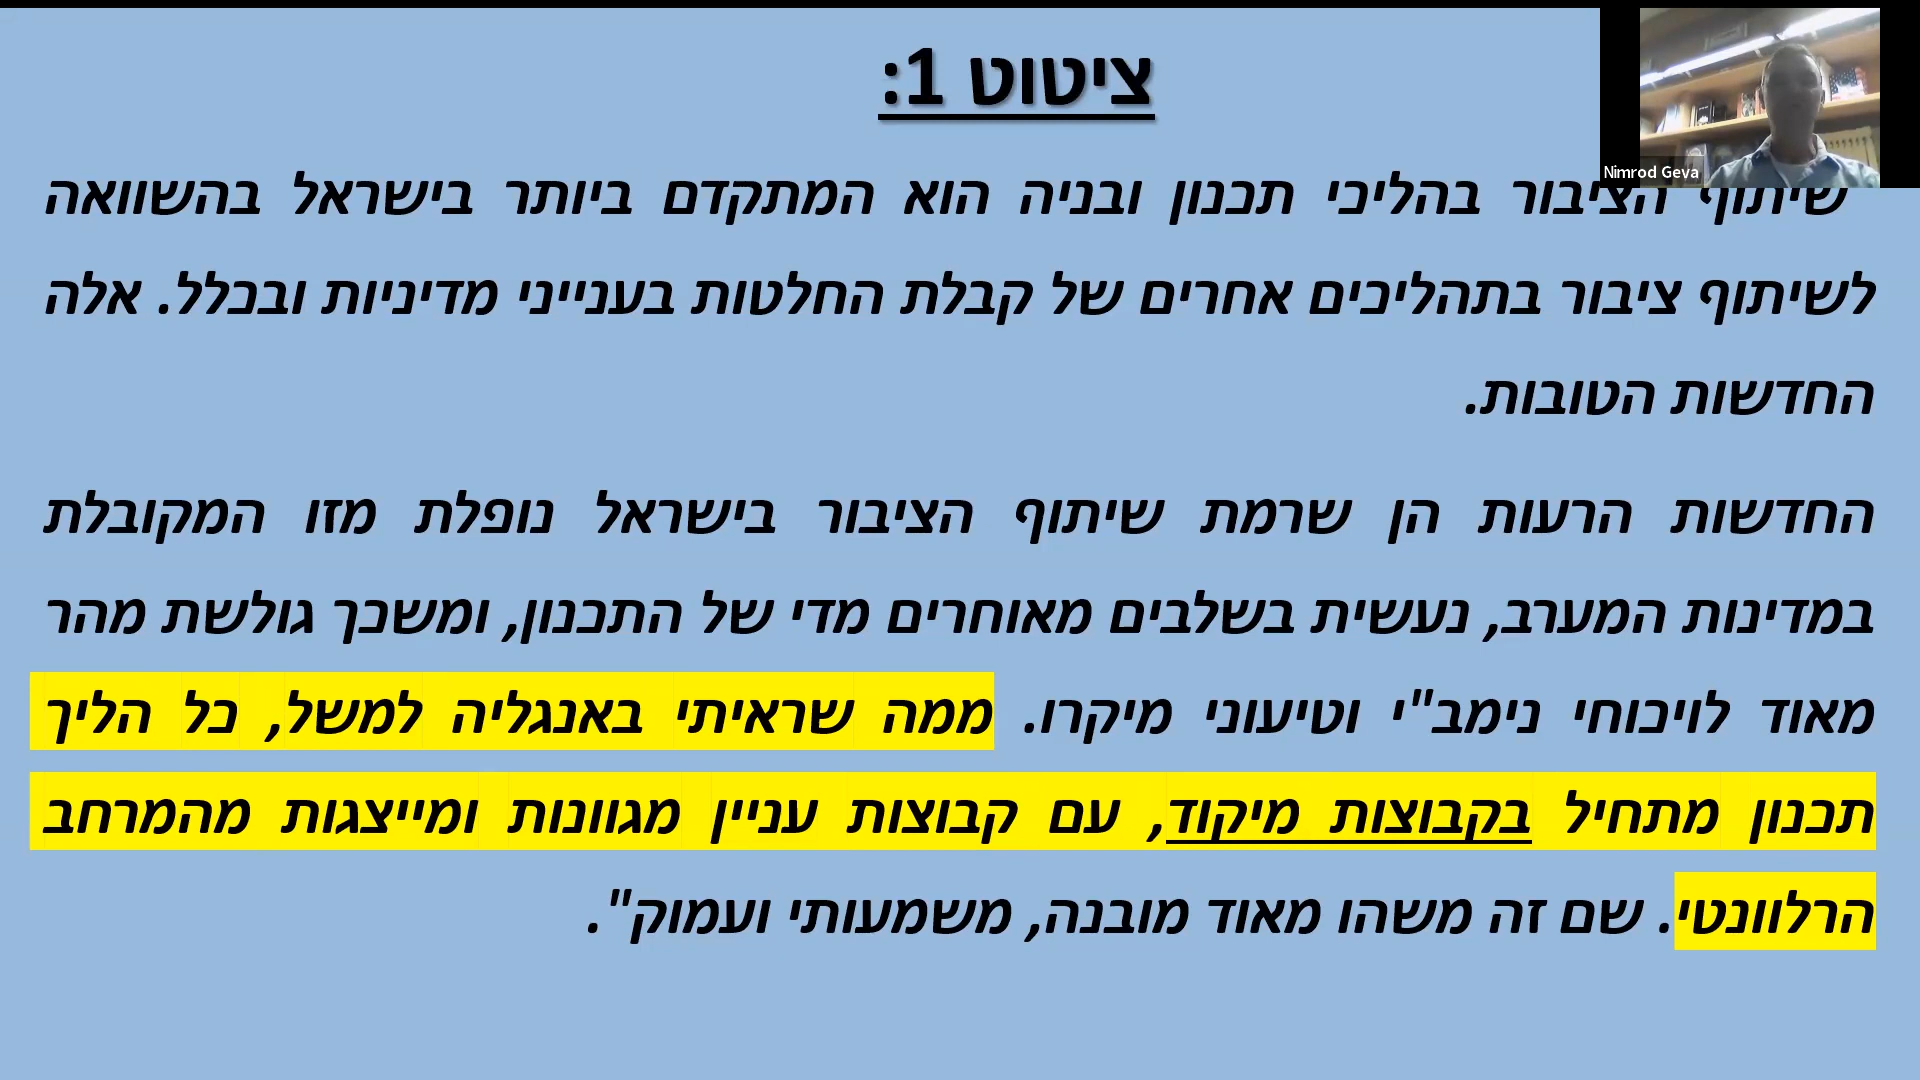 ציטוט 1:
Nimrod Geva
שיתוף הציבור בהליכי תכנון ובניה הוא המתקדם ביותר בישראל בהשוואה
לשיתוף ציבור בתהליכים אחרים של קבלת החלטות בענייני מדיניות ובכלל. אלה
החדשות הטובות.
החדשות הרעות הן שרמת שיתוף הציבור בישראל נופלת מזו המקובלת
במדינות המערב, נעשית בשלבים מאוחרים מדי של התכנון, ומשכך גולשת מהר
מאוד לויכוחי נימב"י וטיעוני מיקרו. ממה שראיתי באנגליה למשל, כל הליך
תכנון מתחיל בקבוצות מיקוד, עם קבוצות עניין מגוונות ומייצגות מהמרחב
הרלוונטי. שם זה משהו מאוד מובנה, משמעותי ועמוק".